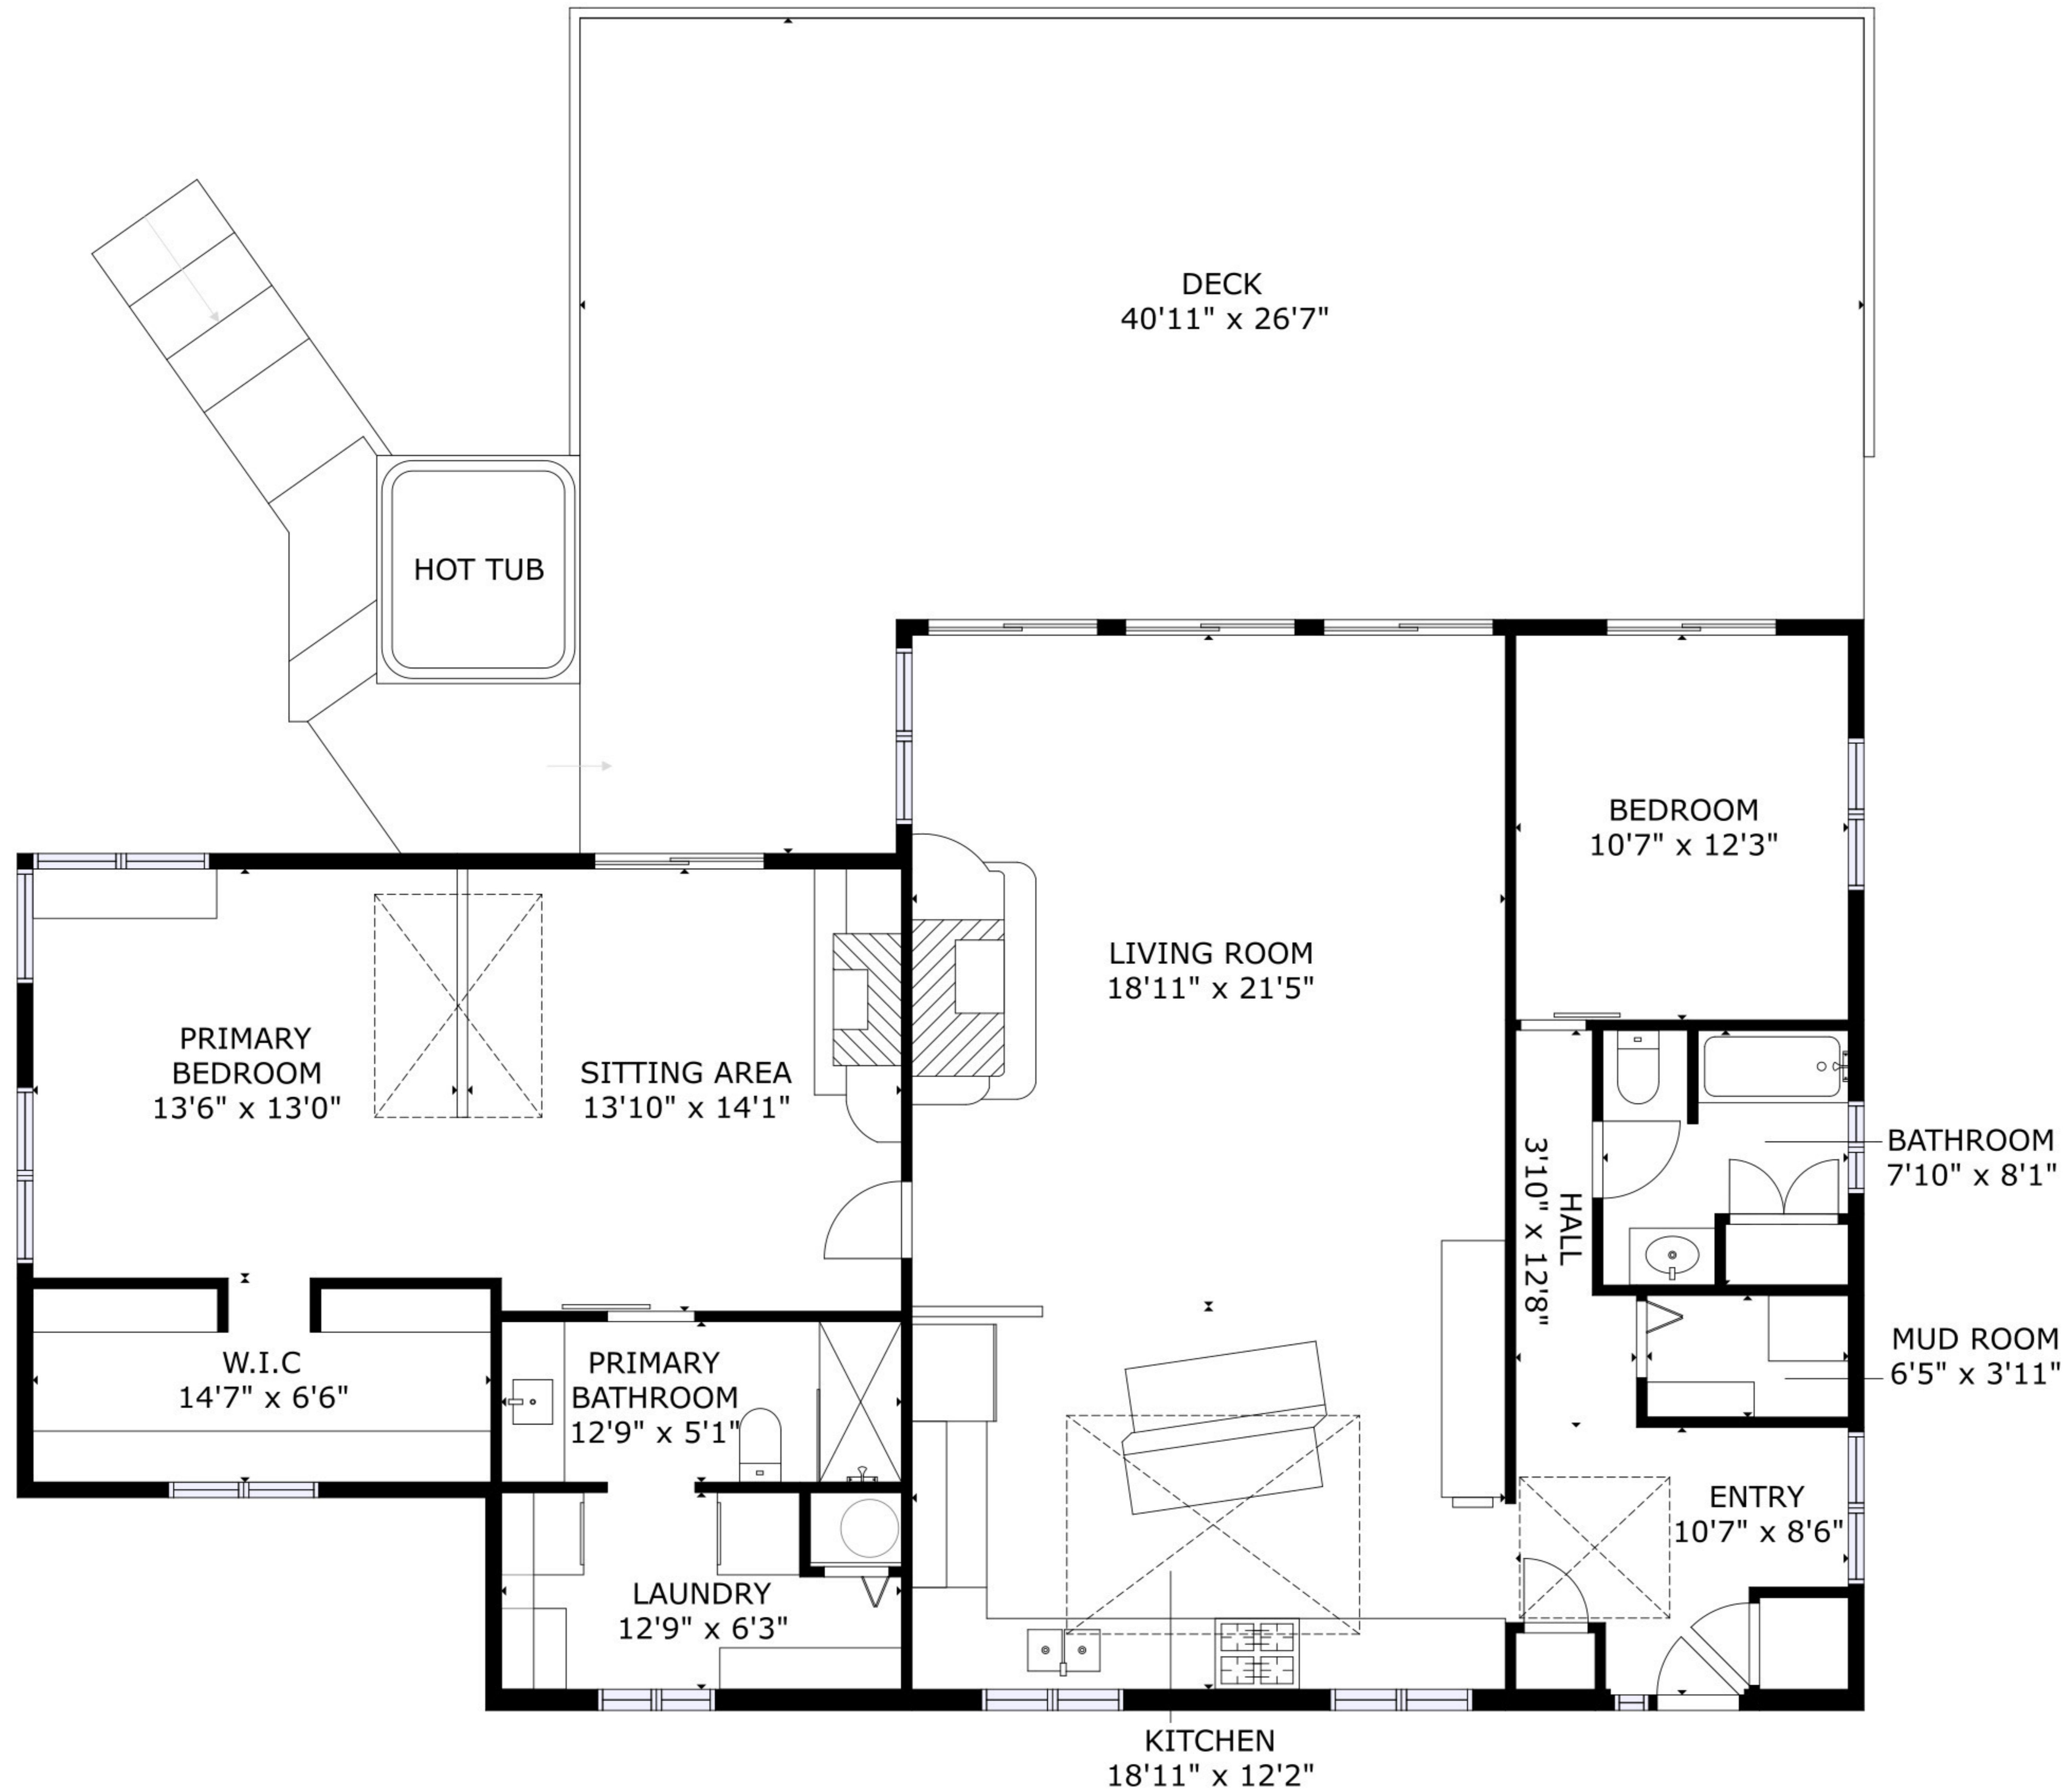 DECK
40'11" x 26'7"
HOT TUB
BEDROOM
10'7" x 12'3"
LIVING ROOM
18'11" x 21'5"
PRIMARY
BEDROOM
13'6" x 13'0"
SITTING AREA
13'10" x 14'1"
BATHROOM
7'10" x 8'1"
HALL
3'10" x 12'8"
MUD ROOM
6'5" x 3'11"
W.I.C
14'7" x 6'6"
PRIMARY
BATHROOM
12'9" x 5'1"
ENTRY
10'7" x 8'6"
LAUNDRY
12'9" x 6'3"
KITCHEN
18'11" x 12'2"